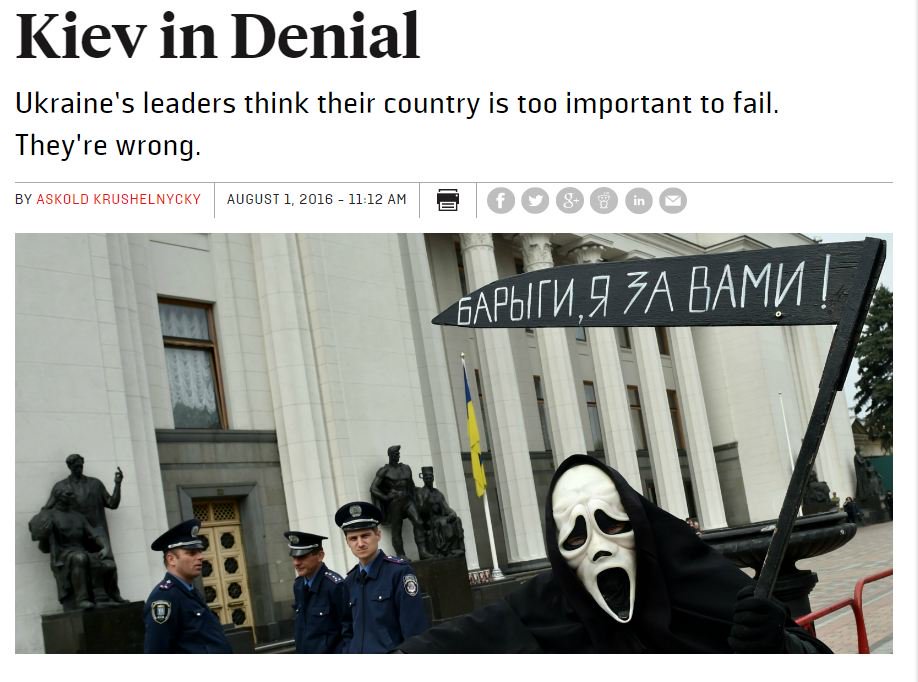 Kiev in Denial
Ukraine's leaders think their country is too important to fail.
They're wrong.
BY ASKOLD KRUSHELNYCKY
AUGUST 1, 2016 - 11:12 AM
БАРЫГИ, Я ЗА ВАМИ!